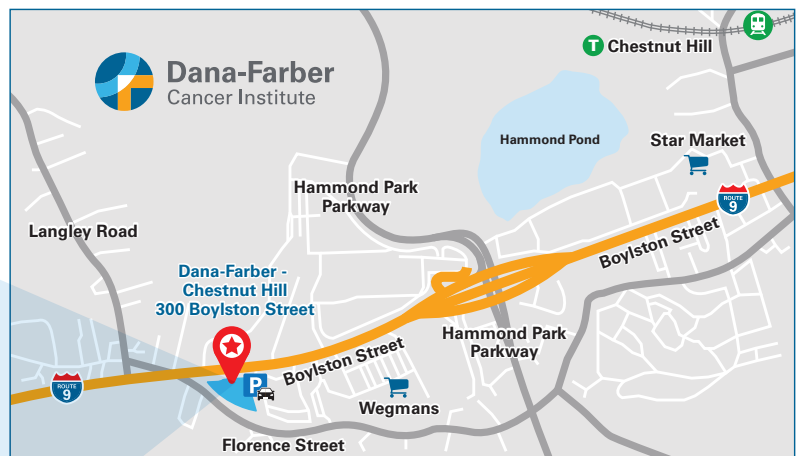 Dana-Farber
Cancer Institute
T
Chestnut Hill
Hammond Pond
Star Market
Hammond Park
Parkway
ROUTE
9
Langley Road
Boylston Street
Dana-Farber -
Chestnut Hill
300 Boylston Street
Hammond Park
Parkway
Boylston Street
P
ROUTE
9
Wegmans
Florence Street